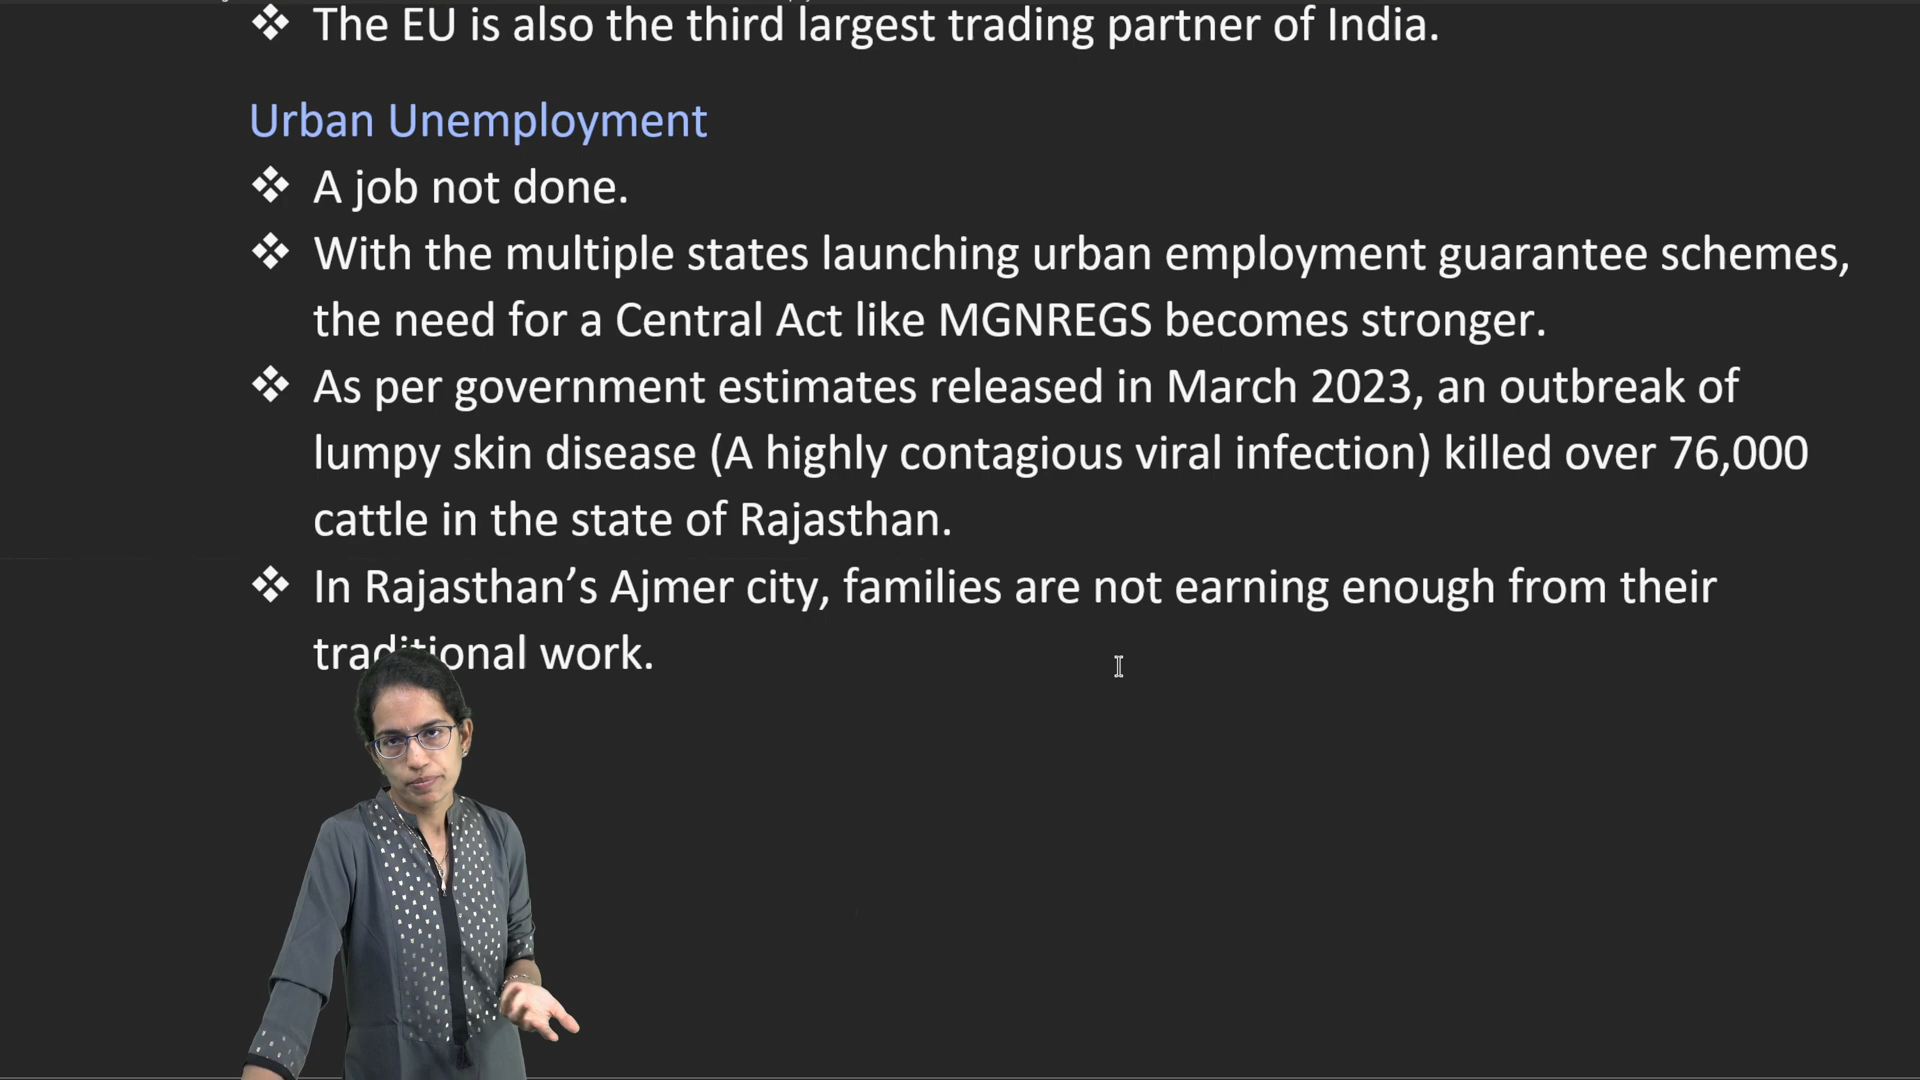 ❖ The EU is also the third largest trading partner of India.
Urban Unemployment
❖ A job not done.
❖ With the multiple states launching urban employment guarantee schemes,
the need for a Central Act like MGNREGS becomes stronger.
❖ As per government estimates released in March 2023, an outbreak of
lumpy skin disease (A highly contagious viral infection) killed over 76,000
cattle in the state of Rajasthan.
❖ In Rajasthan’s Ajmer city, families are not earning enough from their
traditional work.